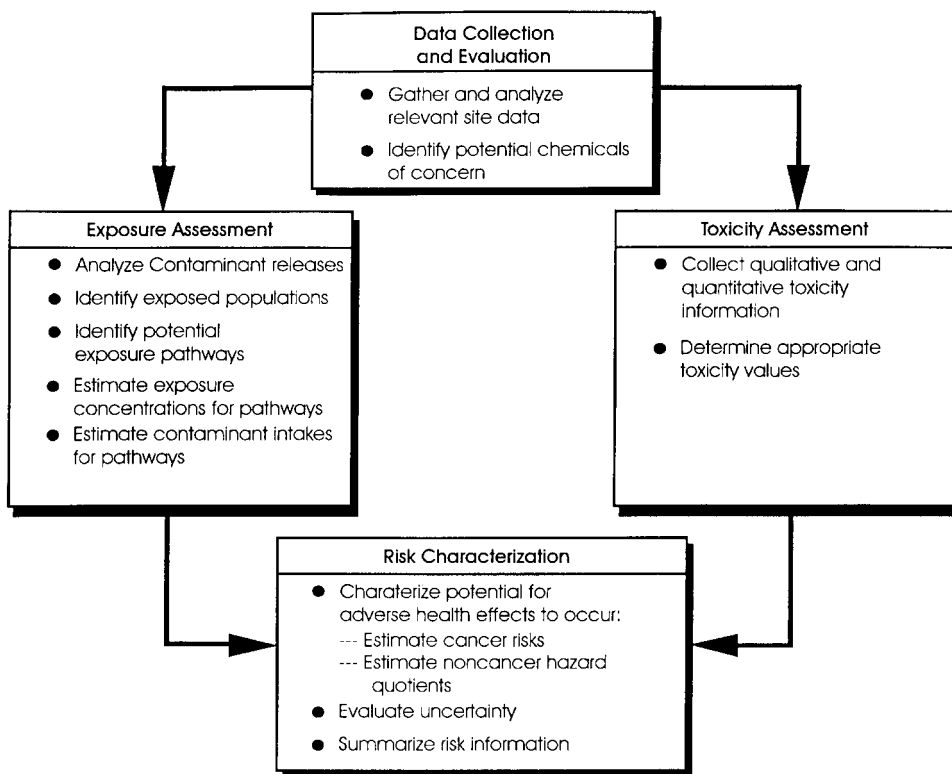 Data Collection
and Evaluation
● Gather and analyze
relevant site data
● Identify potential chemicals
of concern
Exposure Assessment
● Analyze Contaminant releases
● Identify exposed populations
● Identify potential
exposure pathways
● Estimate exposure
concentrations for pathways
● Estimate contaminant intakes
for pathways
Toxicity Assessment
● Collect qualitative and
quantitative toxicity
information
● Determine appropriate
toxicity values
Risk Characterization
● Charaterize potential for
adverse health effects to occur:
--- Estimate cancer risks
--- Estimate noncancer hazard
quotients
● Evaluate uncertainty
● Summarize risk information